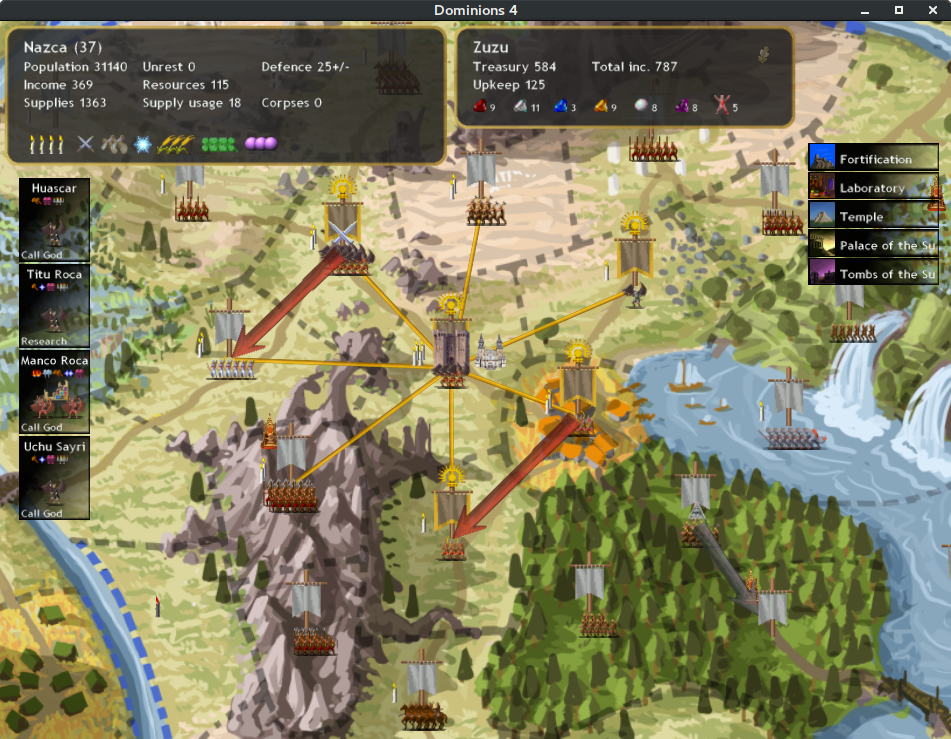 Dominions 4
Nazca (37)
Population 31140 Unrest 0 Defence 25+/-
Income 369 Resources 115
Supplies 1363 Supply usage 18 Corpses 0
Zuzu
Treasury 584 Total inc. 787
Upkeep 125
9 11 3 9 8 8 5
Huascar
Call God
Titu Roca
Research
Manco Roca
Call God
Uchu Sayri
Call God
Fortification
Laboratory
Temple
Palace of the Su
Tombs of the Su